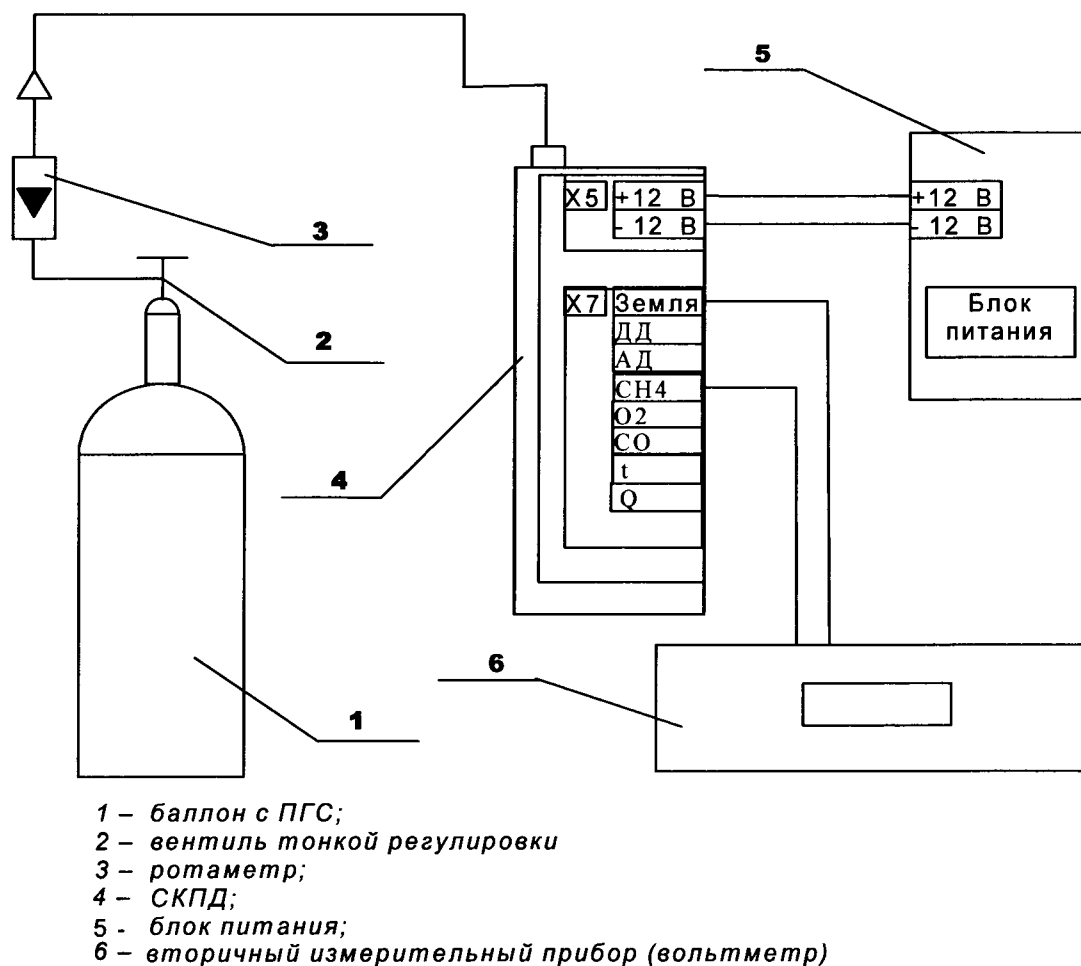 5
X5 +12 В
- 12 В
+12 В
- 12 В
3
X7 Земля
ДД
АД
CH4
O2
CO
t
Q
Блок
питания
2
4
6
1
1 – баллон с ПГС;
2 – вентиль тонкой регулировки
3 – ротаметр;
4 – СКПД;
5 - блок питания;
6 – вторичный измерительный прибор (вольтметр)